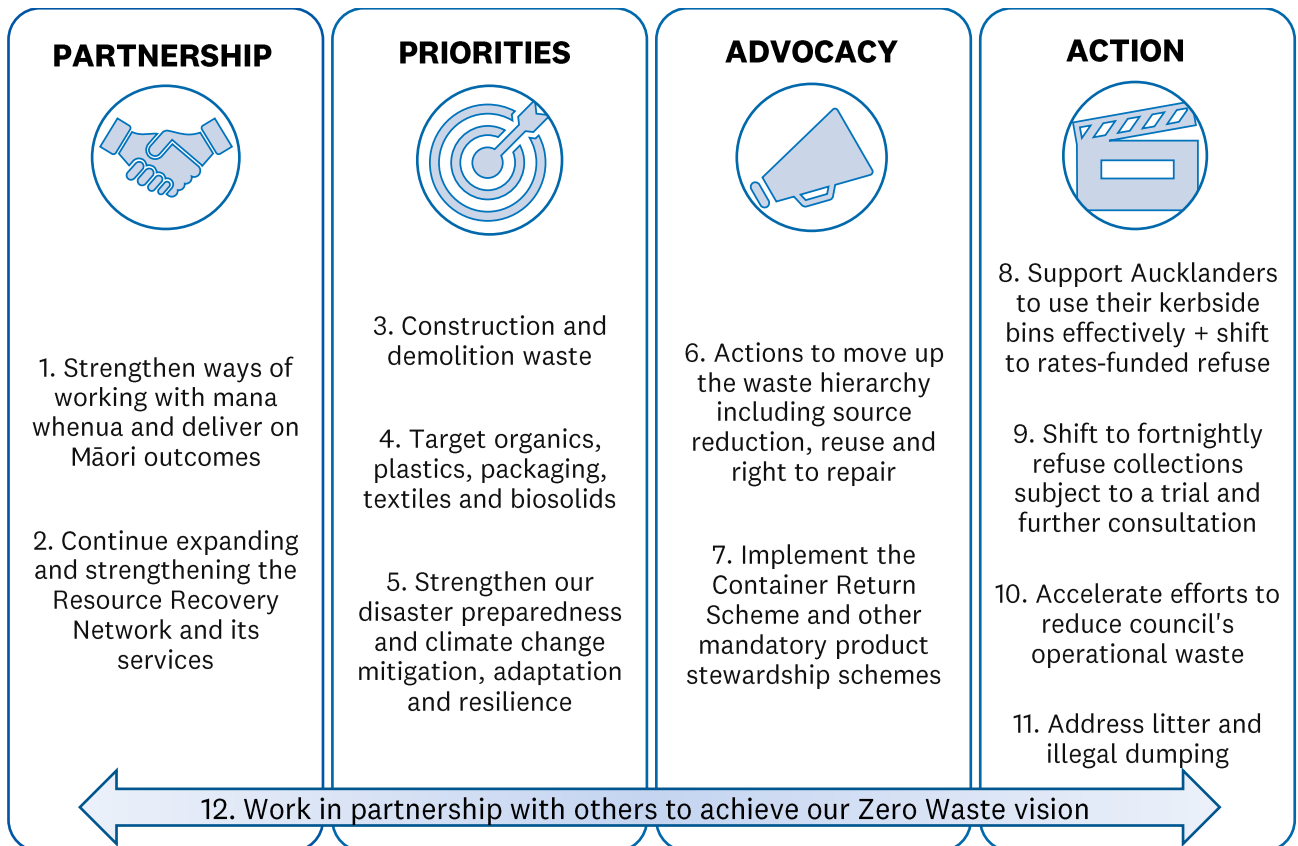 PARTNERSHIP
1. Strengthen ways of
working with mana
whenua and deliver on
Māori outcomes
2. Continue expanding
and strengthening the
Resource Recovery
Network and its
services
PRIORITIES
3. Construction and
demolition waste
4. Target organics,
plastics, packaging,
textiles and biosolids
5. Strengthen our
disaster preparedness
and climate change
mitigation, adaptation
and resilience
ADVOCACY
6. Actions to move up
the waste hierarchy
including source
reduction, reuse and
right to repair
7. Implement the
Container Return
Scheme and other
mandatory product
stewardship schemes
ACTION
8. Support Aucklanders
to use their kerbside
bins effectively + shift
to rates-funded refuse
9. Shift to fortnightly
refuse collections
subject to a trial and
further consultation
10. Accelerate efforts to
reduce council's
operational waste
11. Address litter and
illegal dumping
12. Work in partnership with others to achieve our Zero Waste vision